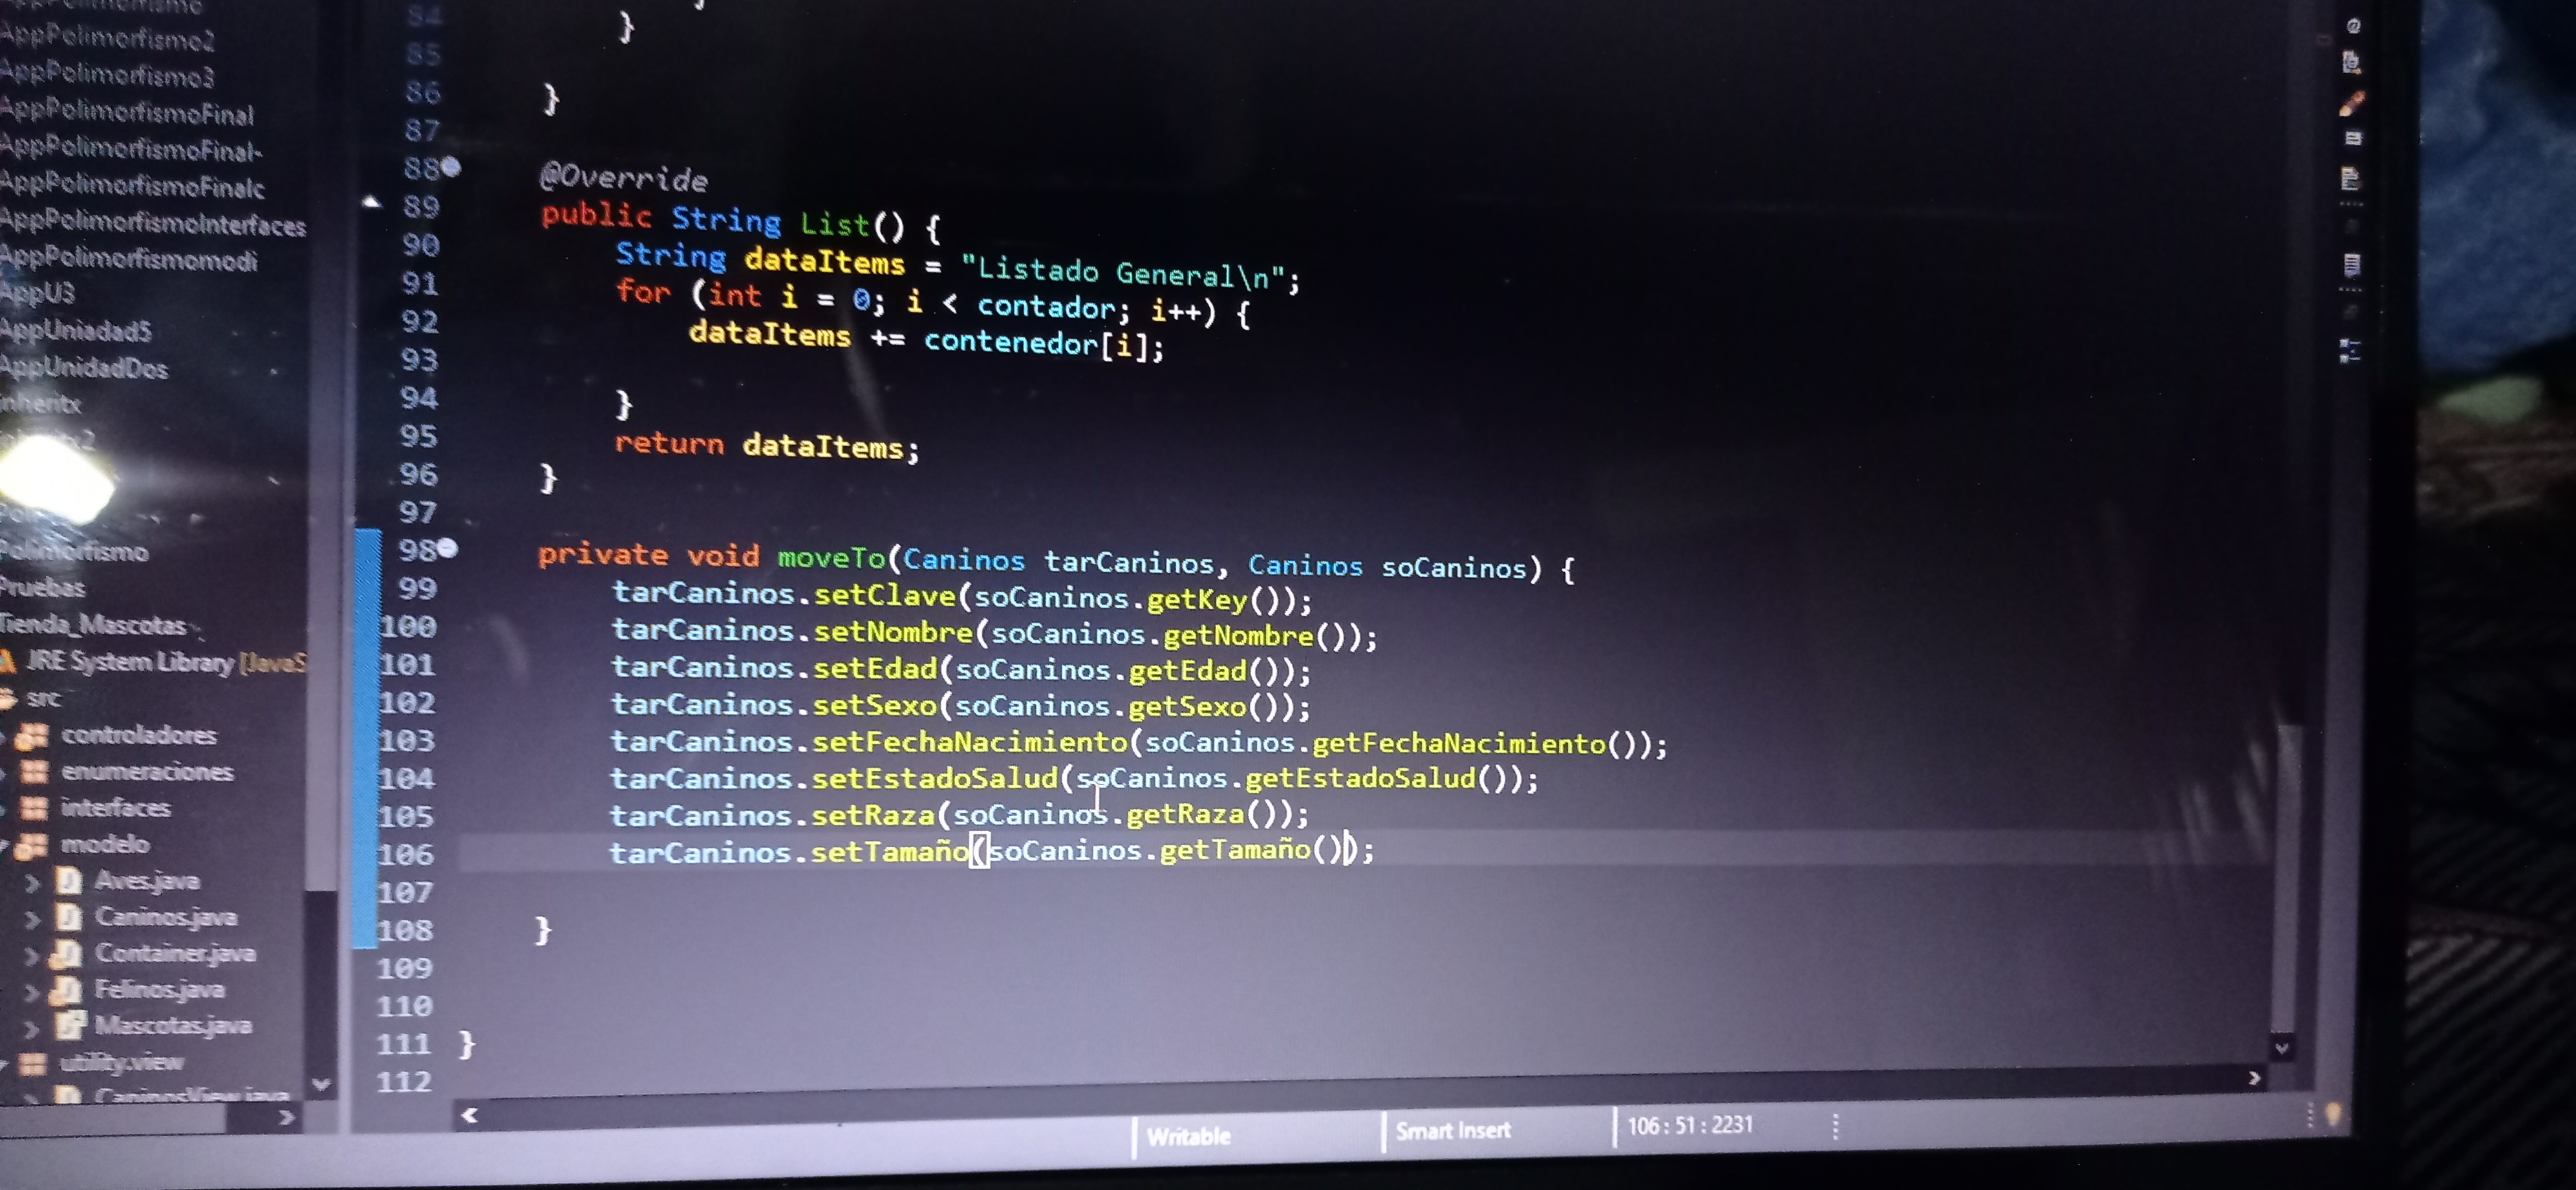 AppPolimorfismo2
AppPolimorfismo3
AppPolimorfismoFinal
AppPolimorfismoFinal-
AppPolimorfismoFinalc
AppPolimorfismoInterfaces
AppPolimorfismomodi
AppU3
AppUniadad5
AppUnidadDos
inheritx
Polimorfismo
Pruebas
Tienda_Mascotas
JRE System Library [JavaS
src
controladores
enumeraciones
interfaces
modelo
Aves.java
Caninos.java
Container.java
Felinos.java
Mascotas.java
utility.view
CaninosView.java
84 }
85
86 }
87
88 @Override
89 public String List() {
90 String dataItems = "Listado General\n";
91 for (int i = 0; i < contador; i++) {
92 dataItems += contenedor[i];
93
94 }
95 return dataItems;
96 }
97
98 private void moveTo(Caninos tarCaninos, Caninos soCaninos) {
99 tarCaninos.setClave(soCaninos.getKey());
100 tarCaninos.setNombre(soCaninos.getNombre());
101 tarCaninos.setEdad(soCaninos.getEdad());
102 tarCaninos.setSexo(soCaninos.getSexo());
103 tarCaninos.setFechaNacimiento(soCaninos.getFechaNacimiento());
104 tarCaninos.setEstadoSalud(soCaninos.getEstadoSalud());
105 tarCaninos.setRaza(soCaninos.getRaza());
106 tarCaninos.setTamaño(soCaninos.getTamaño());
107
108 }
109
110
111 }
112
Writable
Smart Insert
106 : 51 : 2231